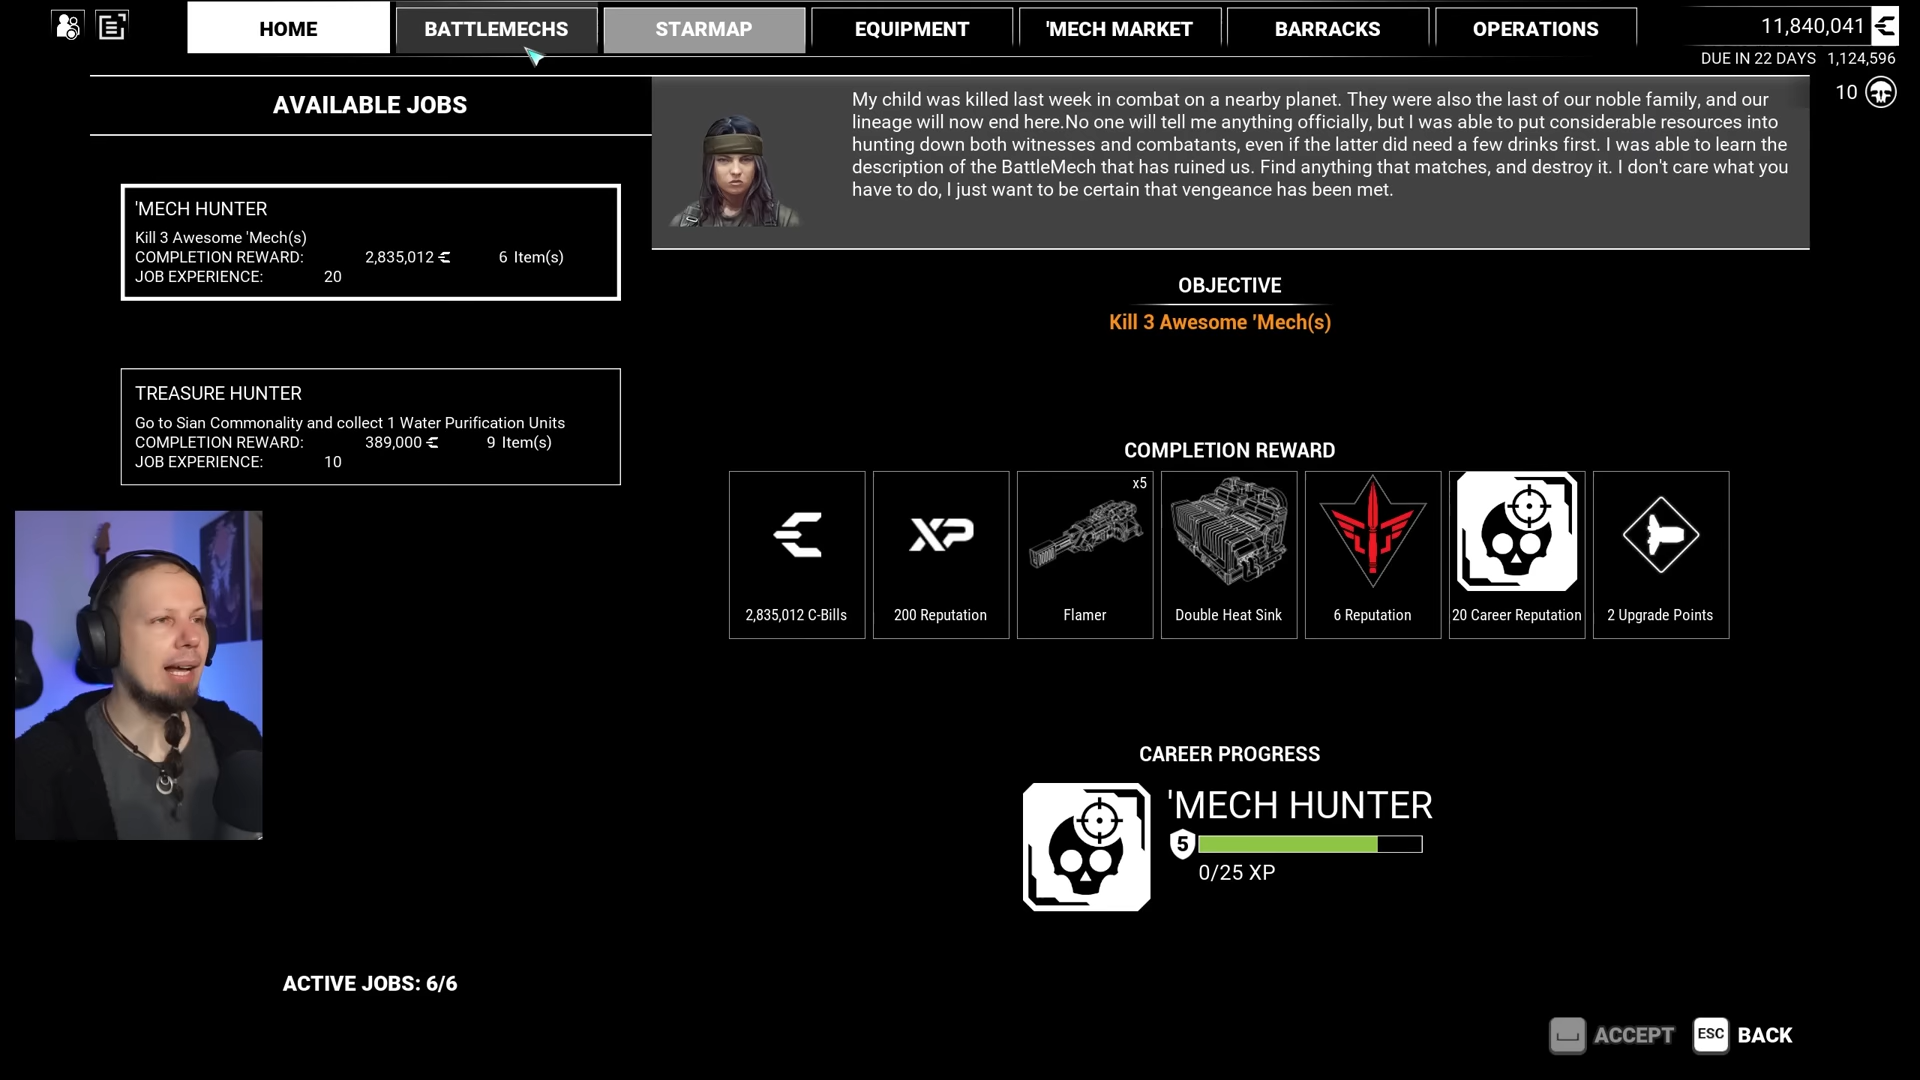 HOME
BATTLEMECHS
STARMAP
EQUIPMENT
'MECH MARKET
BARRACKS
OPERATIONS
11,840,041
DUE IN 22 DAYS 1,124,596
10
AVAILABLE JOBS
'MECH HUNTER
Kill 3 Awesome 'Mech(s)
COMPLETION REWARD: 2,835,012 6 Item(s)
JOB EXPERIENCE: 20
TREASURE HUNTER
Go to Sian Commonality and collect 1 Water Purification Units
COMPLETION REWARD: 389,000 9 Item(s)
JOB EXPERIENCE: 10
ACTIVE JOBS: 6/6
My child was killed last week in combat on a nearby planet. They were also the last of our noble family, and our
lineage will now end here.No one will tell me anything officially, but I was able to put considerable resources into
hunting down both witnesses and combatants, even if the latter did need a few drinks first. I was able to learn the
description of the BattleMech that has ruined us. Find anything that matches, and destroy it. I don't care what you
have to do, I just want to be certain that vengeance has been met.
OBJECTIVE
Kill 3 Awesome 'Mech(s)
COMPLETION REWARD
2,835,012 C-Bills
XP
200 Reputation
x5
Flamer
Double Heat Sink
6 Reputation
20 Career Reputation
2 Upgrade Points
CAREER PROGRESS
'MECH HUNTER
5
0/25 XP
ACCEPT
ESC BACK